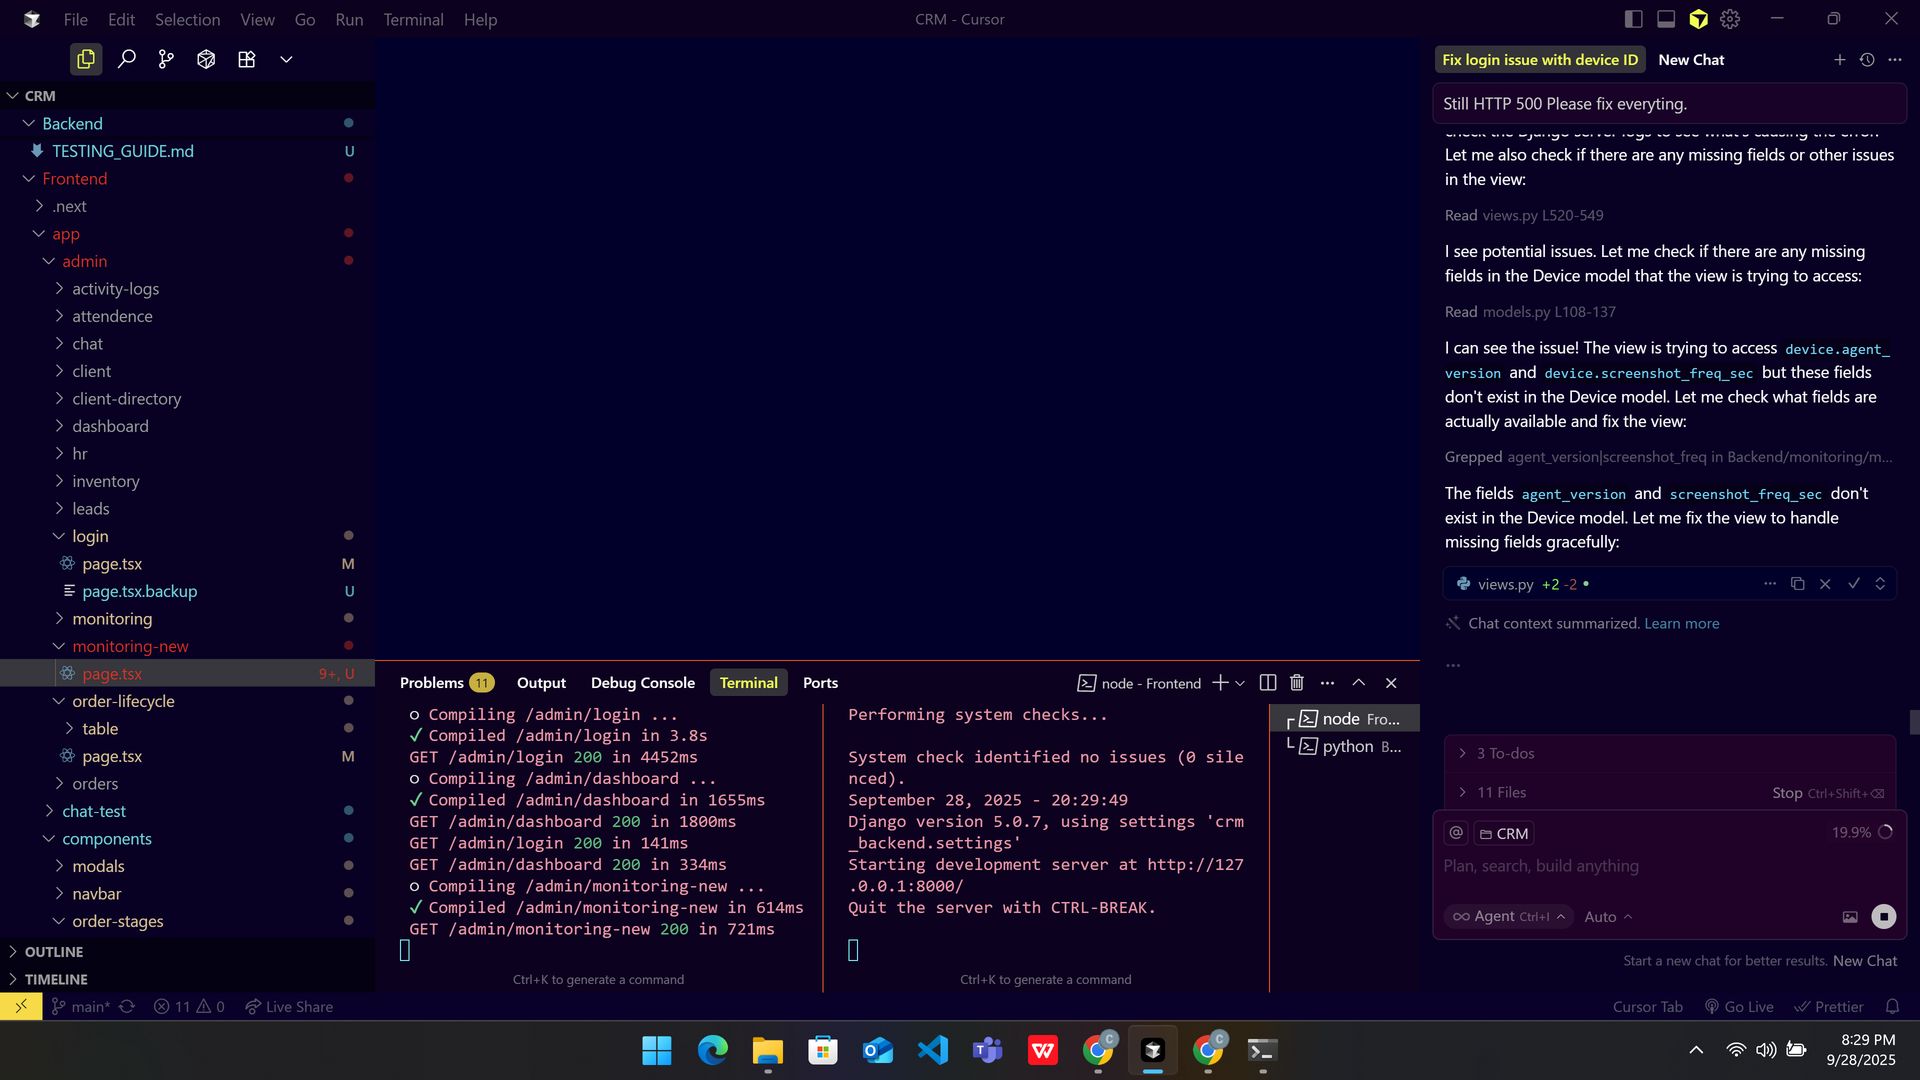 File Edit Selection View Go Run Terminal Help
CRM - Cursor
CRM
Backend
TESTING_GUIDE.md U
Frontend
.next
app
admin
activity-logs
attendence
chat
client
client-directory
dashboard
hr
inventory
leads
login
page.tsx M
page.tsx.backup U
monitoring
monitoring-new
page.tsx 9+, U
order-lifecycle
table
page.tsx M
orders
chat-test
components
modals
navbar
order-stages
OUTLINE
TIMELINE
Problems 11 Output Debug Console Terminal Ports
node - Frontend
Compiling /admin/login ...
✓ Compiled /admin/login in 3.8s
GET /admin/login 200 in 4452ms
Compiling /admin/dashboard ...
✓ Compiled /admin/dashboard in 1655ms
GET /admin/dashboard 200 in 1800ms
GET /admin/login 200 in 141ms
GET /admin/dashboard 200 in 334ms
Compiling /admin/monitoring-new ...
✓ Compiled /admin/monitoring-new in 614ms
GET /admin/monitoring-new 200 in 721ms
Ctrl+K to generate a command
Performing system checks...
System check identified no issues (0 sile
nced).
September 28, 2025 - 20:29:49
Django version 5.0.7, using settings 'crm
_backend.settings'
Starting development server at http://127
.0.0.1:8000/
Quit the server with CTRL-BREAK.
Ctrl+K to generate a command
node Fro...
python B...
Fix login issue with device ID New Chat
Still HTTP 500 Please fix everyting.
check the Django server logs to see what's causing the error.
Let me also check if there are any missing fields or other issues
in the view:
Read views.py L520-549
I see potential issues. Let me check if there are any missing
fields in the Device model that the view is trying to access:
Read models.py L108-137
I can see the issue! The view is trying to access device.agent_
version and device.screenshot_freq_sec but these fields
don't exist in the Device model. Let me check what fields are
actually available and fix the view:
Grepped agent_version|screenshot_freq in Backend/monitoring/m...
The fields agent_version and screenshot_freq_sec don't
exist in the Device model. Let me fix the view to handle
missing fields gracefully:
views.py +2 -2
Chat context summarized. Learn more
3 To-dos
11 Files Stop Ctrl+Shift+⌫
@ CRM 19.9%
Plan, search, build anything
Agent Ctrl+I Auto
Start a new chat for better results. New Chat
main* 11 0 Live Share
Cursor Tab Go Live Prettier
8:29 PM
9/28/2025